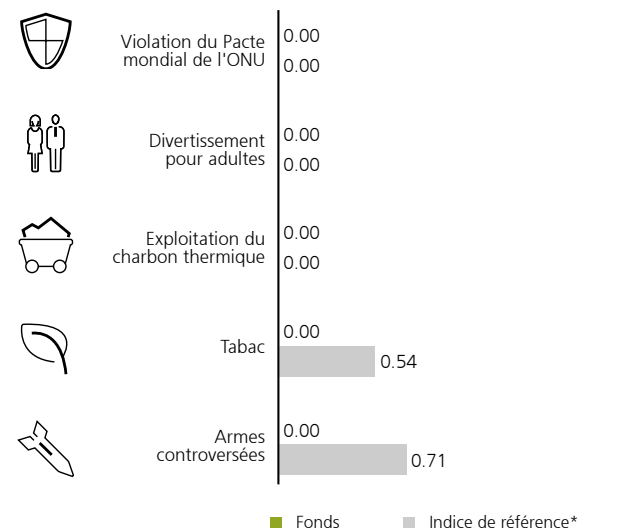 Violation du Pacte
mondial de l'ONU
0.00
0.00
Divertissement
pour adultes
0.00
0.00
Exploitation du
charbon thermique
0.00
0.00
Tabac
0.00
0.54
Armes
controversées
0.00
0.71
Fonds
Indice de référence*